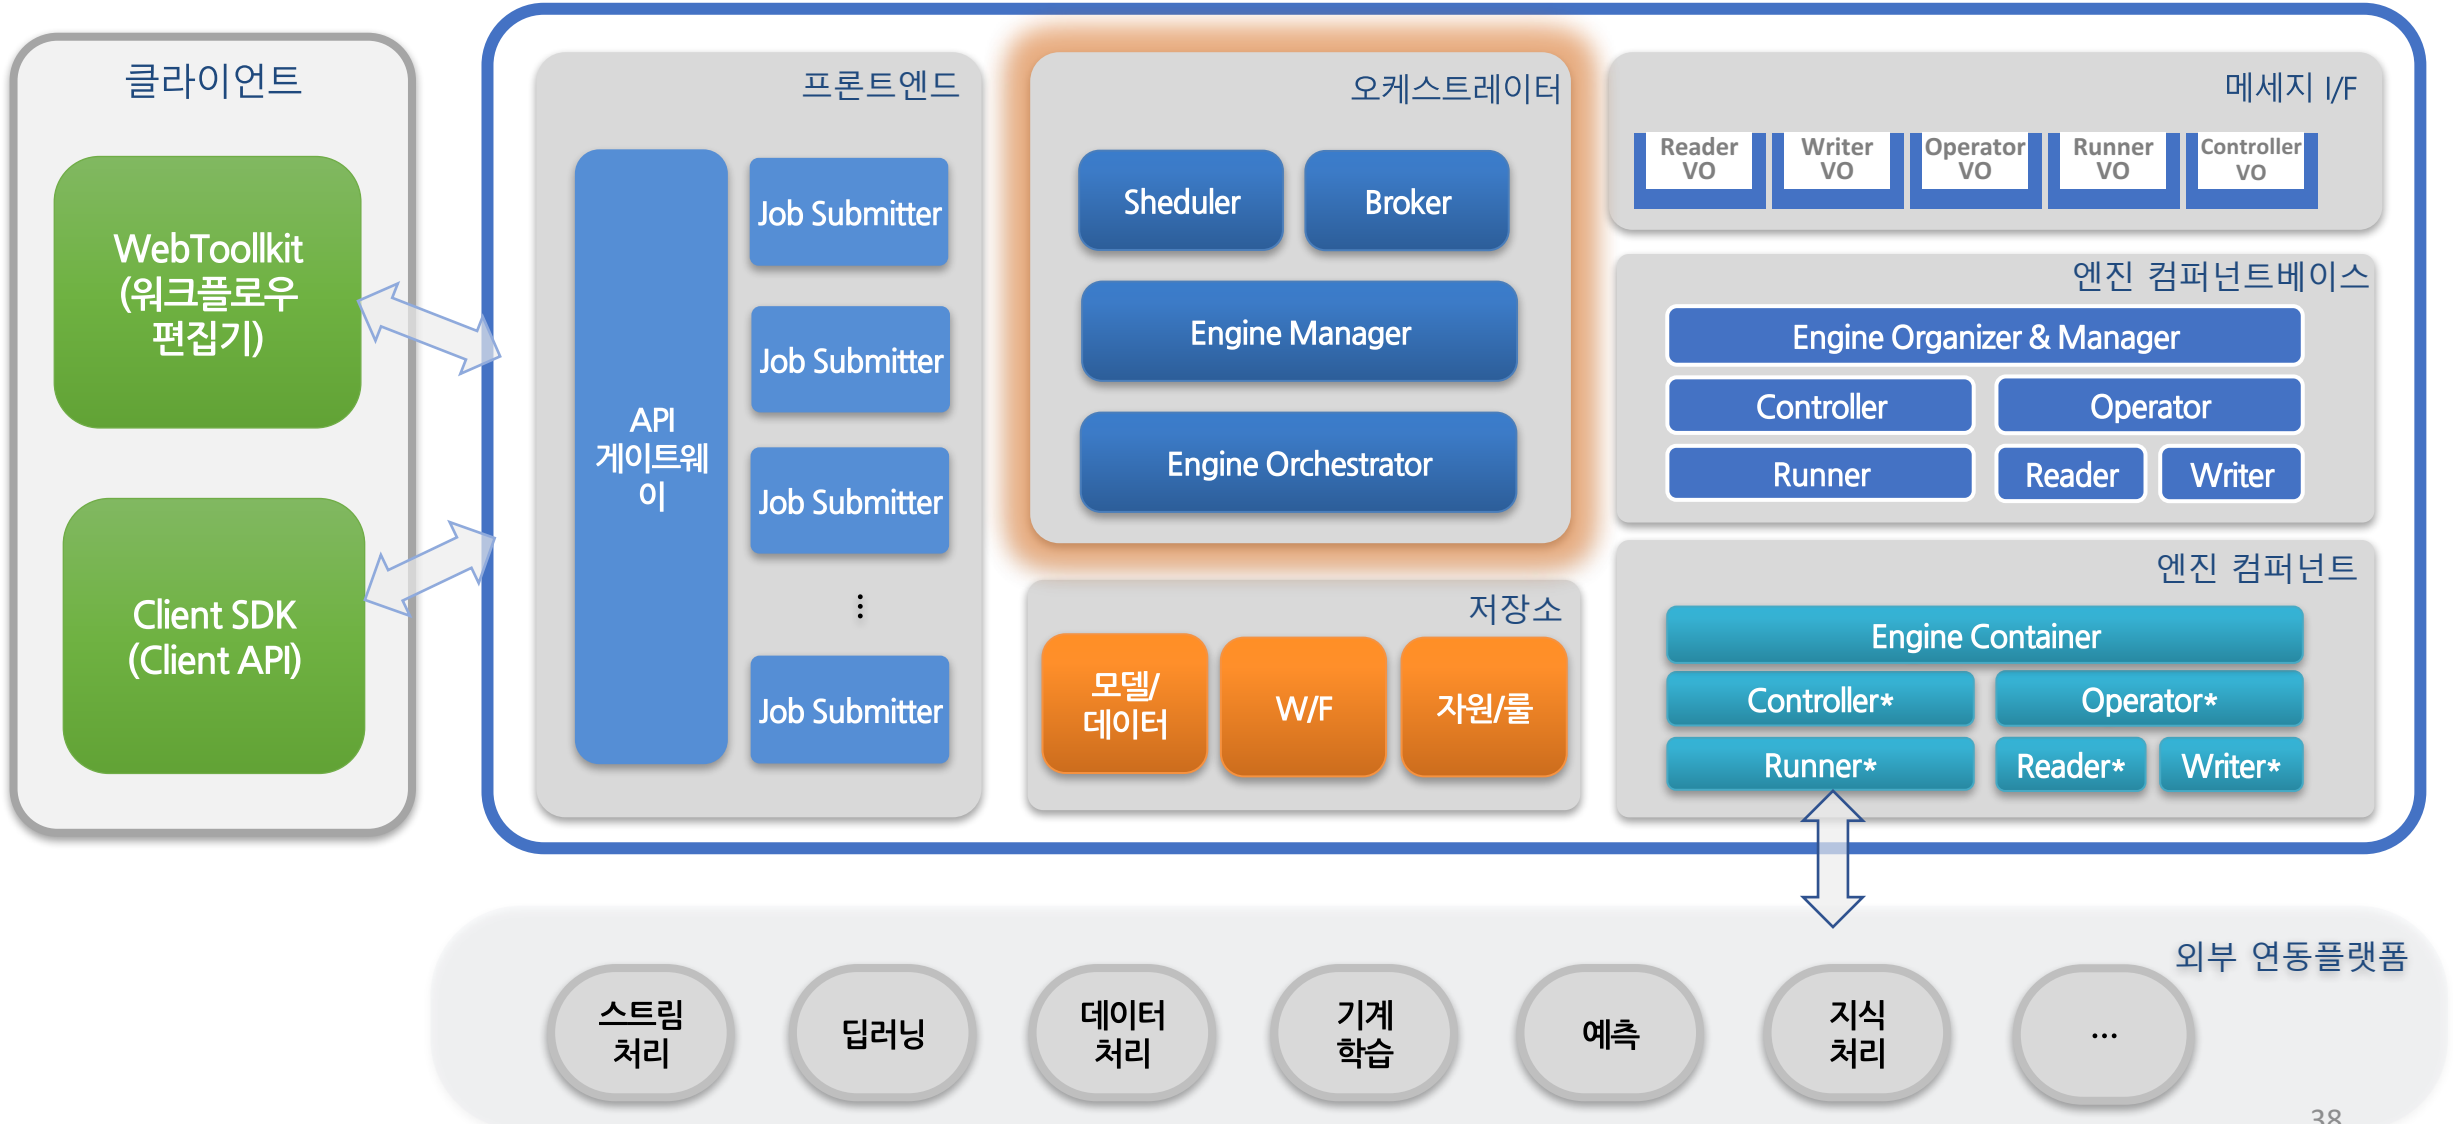 클라이언트
WebToollkit
(워크플로우
편집기)
Client SDK
(Client API)
프론트엔드
API
게이트웨
이
Job Submitter
Job Submitter
Job Submitter
...
Job Submitter
오케스트레이터
Sheduler
Broker
Engine Manager
Engine Orchestrator
저장소
모델/
데이터
W/F
자원/룰
메세지 I/F
Reader
VO
Writer
VO
Operator
VO
Runner
VO
Controller
VO
엔진 컴퍼넌트베이스
Engine Organizer & Manager
Controller
Operator
Runner
Reader
Writer
엔진 컴퍼넌트
Engine Container
Controller*
Operator*
Runner*
Reader*
Writer*
외부 연동플랫폼
스트림
처리
딥러닝
데이터
처리
기계
학습
예측
지식
처리
...
38